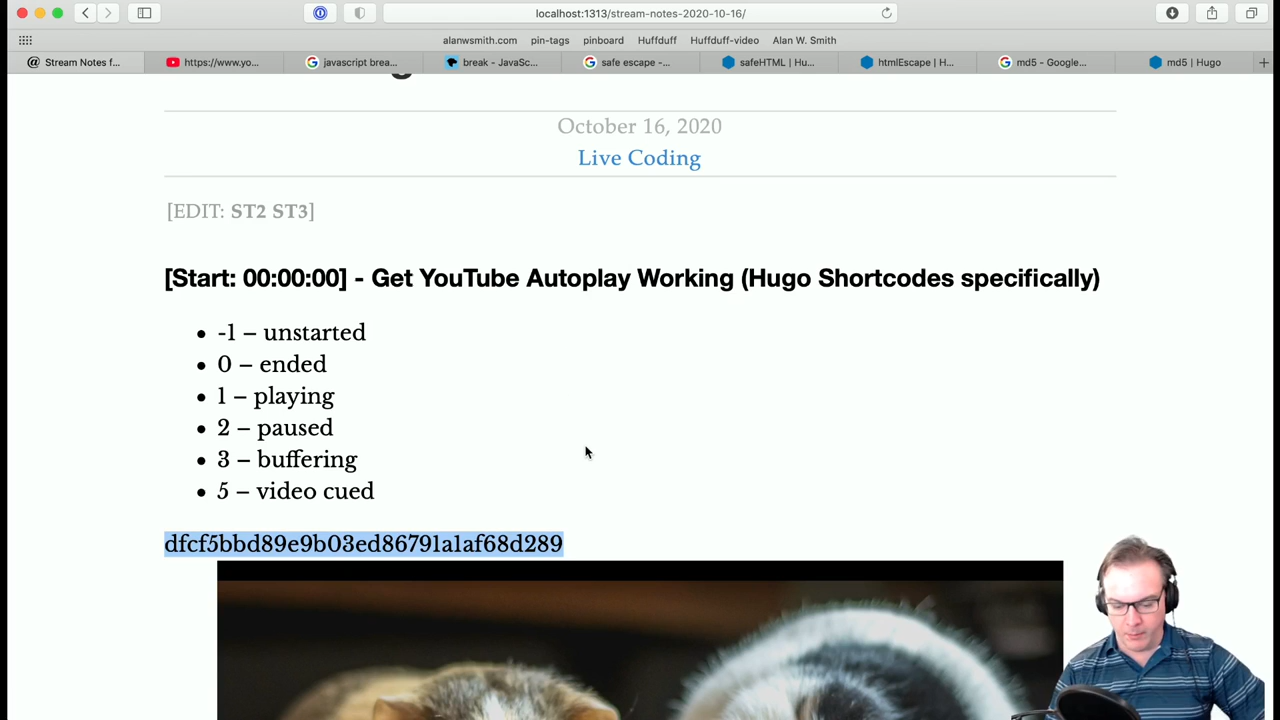 localhost:1313/stream-notes-2020-10-16/
alanwsmith.com pin-tags pinboard Huffduff Huffduff-video Alan W. Smith
@ Stream Notes f... https://www.yo... javascript brea... break - JavaSc... safe escape -... safeHTML | Hu... htmlEscape | H... md5 - Google... md5 | Hugo
October 16, 2020
Live Coding
[EDIT: ST2 ST3]
[Start: 00:00:00] - Get YouTube Autoplay Working (Hugo Shortcodes specifically)
-1 – unstarted
0 – ended
1 – playing
2 – paused
3 – buffering
5 – video cued
dfcf5bbd89e9b03ed86791a1af68d289